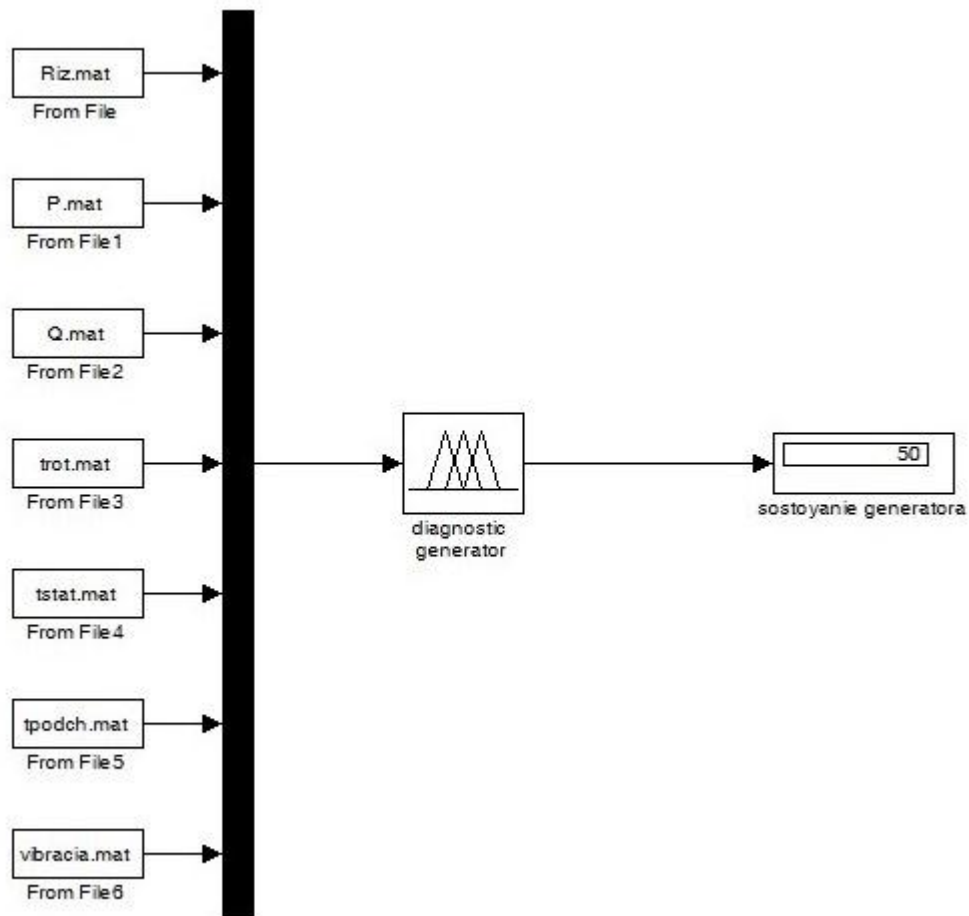 Riz.mat
From File
P.mat
From File1
Q.mat
From File2
trot.mat
From File3
tstat.mat
From File4
tpodch.mat
From File5
vibracia.mat
From File6
diagnostic
generator
50
sostoyanie generatora